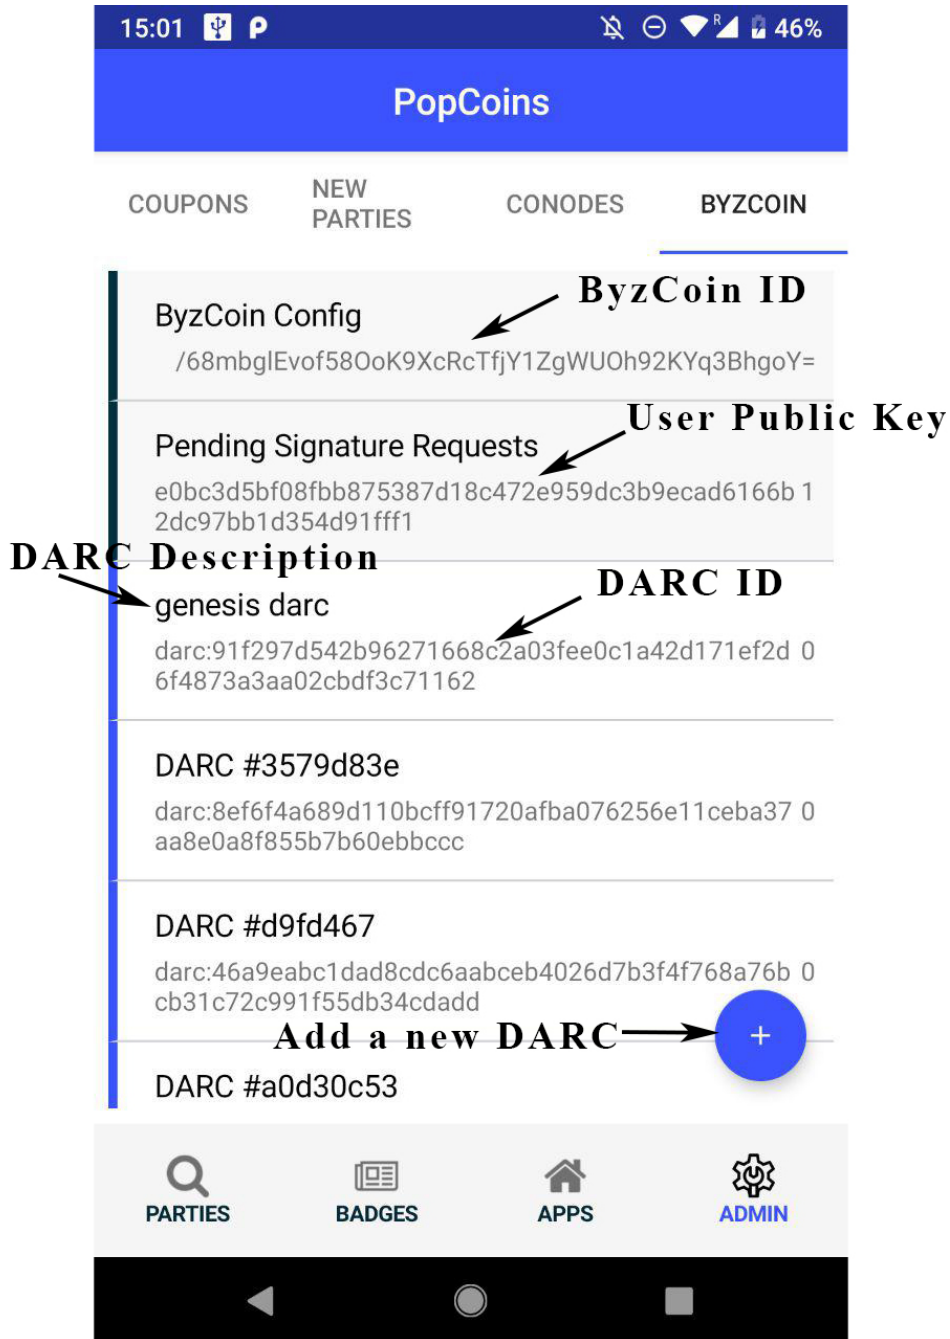 15:01 46%
PopCoins
COUPONS NEW PARTIES CONODES BYZCOIN
ByzCoin ID
ByzCoin Config
/68mbglEvof58OoK9XcRcTfjY1ZgWUOh92KYq3BhgoY=
User Public Key
Pending Signature Requests
e0bc3d5bf08fbb875387d18c472e959dc3b9ecad6166b 1
2dc97bb1d354d91fff1
DARC Description
DARC ID
genesis darc
darc:91f297d542b96271668c2a03fee0c1a42d171ef2d 0
6f4873a3aa02cbdf3c71162
DARC #3579d83e
darc:8ef6f4a689d110bcff91720afba076256e11ceba37 0
aa8e0a8f855b7b60ebbccc
DARC #d9fd467
darc:46a9eabc1dad8cdc6aabceb4026d7b3f4f768a76b 0
cb31c72c991f55db34cdadd
Add a new DARC
+
DARC #a0d30c53
PARTIES BADGES APPS ADMIN